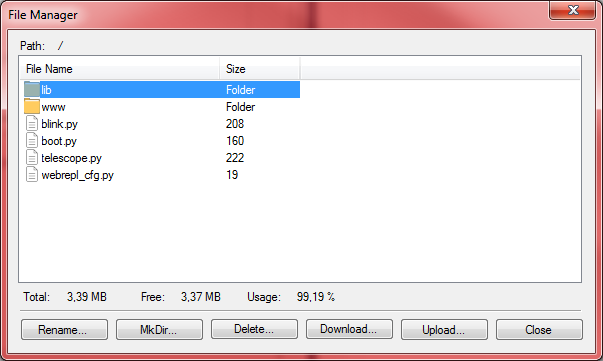 File Manager
Path: /
File Name Size
lib Folder
www Folder
blink.py 208
boot.py 160
telescope.py 222
webrepl_cfg.py 19
Total: 3,39 MB Free: 3,37 MB Usage: 99,19 %
Rename... MkDir... Delete... Download... Upload... Close